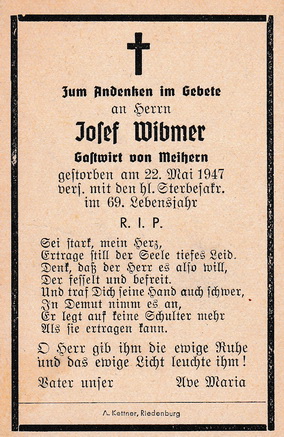 Zum Andenken im Gebete
an Herrn
Josef Wibmer
Gastwirt von Meihern
gestorben am 22. Mai 1947
vers. mit den hl. Sterbesakr.
im 69. Lebensjahr
R. I. P.
Sei stark, mein Herz,
Ertrage still der Seele tiefes Leid.
Denk, daß der Herr es also will,
Der fesselt und befreit.
Und traf Dich seine Hand auch schwer,
In Demut nimm es an,
Er legt auf keine Schulter mehr
Als sie ertragen kann.
O Herr gib ihm die ewige Ruhe
und das ewige Licht leuchte ihm!
Vater unser Ave Maria
A. Kettner, Riedenburg